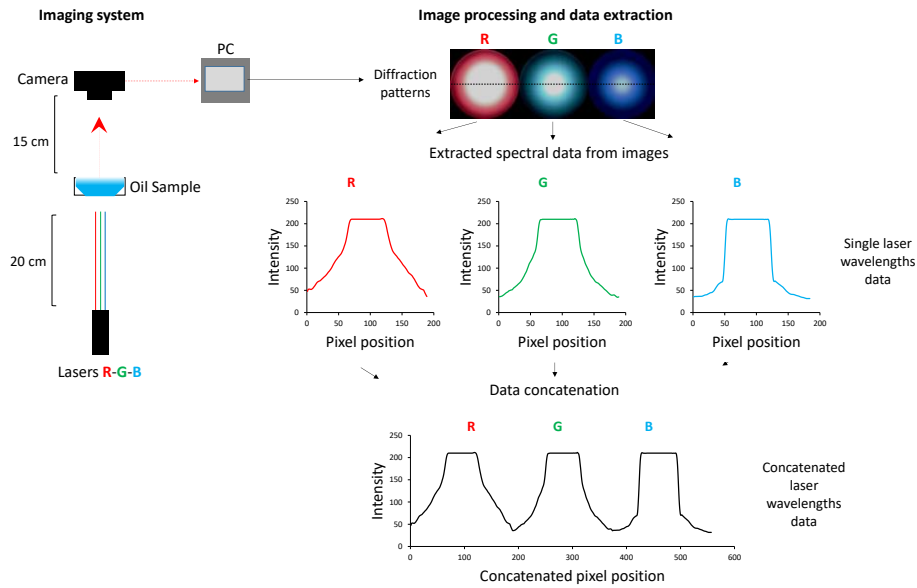 Imaging system
Image processing and data extraction
PC
R G B
Camera
Diffraction
patterns
15 cm
Extracted spectral data from images
Oil Sample
R
G
B
20 cm
Intensity
250
200
150
100
50
0
0 50 100 150 200
Pixel position
Intensity
250
200
150
100
50
0
0 50 100 150 200
Pixel position
Intensity
250
200
150
100
50
0
0 50 100 150 200
Pixel position
Single laser
wavelengths
data
Lasers R-G-B
Data concatenation
R G B
Intensity
250
200
150
100
50
0
0 100 200 300 400 500 600
Concatenated pixel position
Concatenated
laser
wavelengths
data